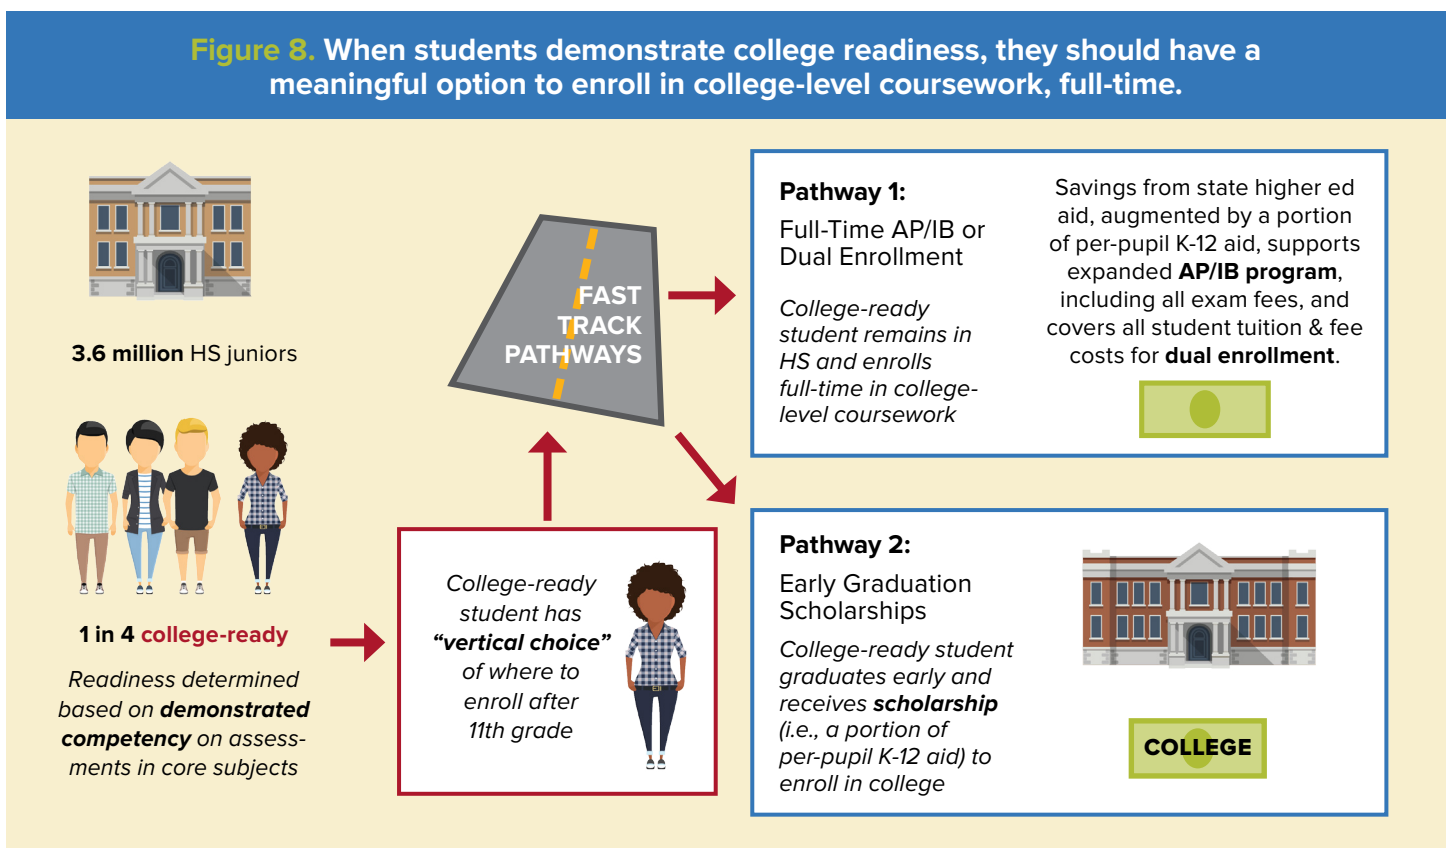 Figure 8. When students demonstrate college readiness, they should have a
meaningful option to enroll in college-level coursework, full-time.
3.6 million HS juniors
1 in 4 college-ready
Readiness determined
based on demonstrated
competency on assess-
ments in core subjects
College-ready
student has
“vertical choice”
of where to
enroll after
11th grade
FAST
TRACK
PATHWAYS
Pathway 1:
Full-Time AP/IB or
Dual Enrollment
College-ready
student remains in
HS and enrolls
full-time in college-
level coursework
Savings from state higher ed
aid, augmented by a portion
of per-pupil K-12 aid, supports
expanded AP/IB program,
including all exam fees, and
covers all student tuition & fee
costs for dual enrollment.
Pathway 2:
Early Graduation
Scholarships
College-ready student
graduates early and
receives scholarship
(i.e., a portion of
per-pupil K-12 aid) to
enroll in college
COLLEGE